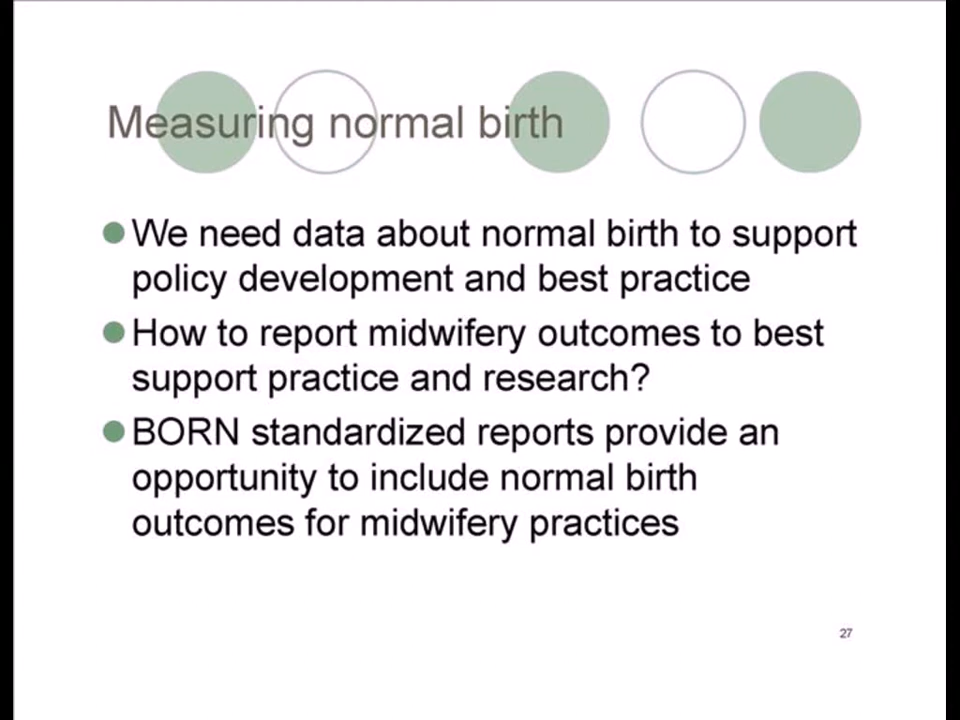 Measuring normal birth
We need data about normal birth to support
policy development and best practice
How to report midwifery outcomes to best
support practice and research?
BORN standardized reports provide an
opportunity to include normal birth
outcomes for midwifery practices
27